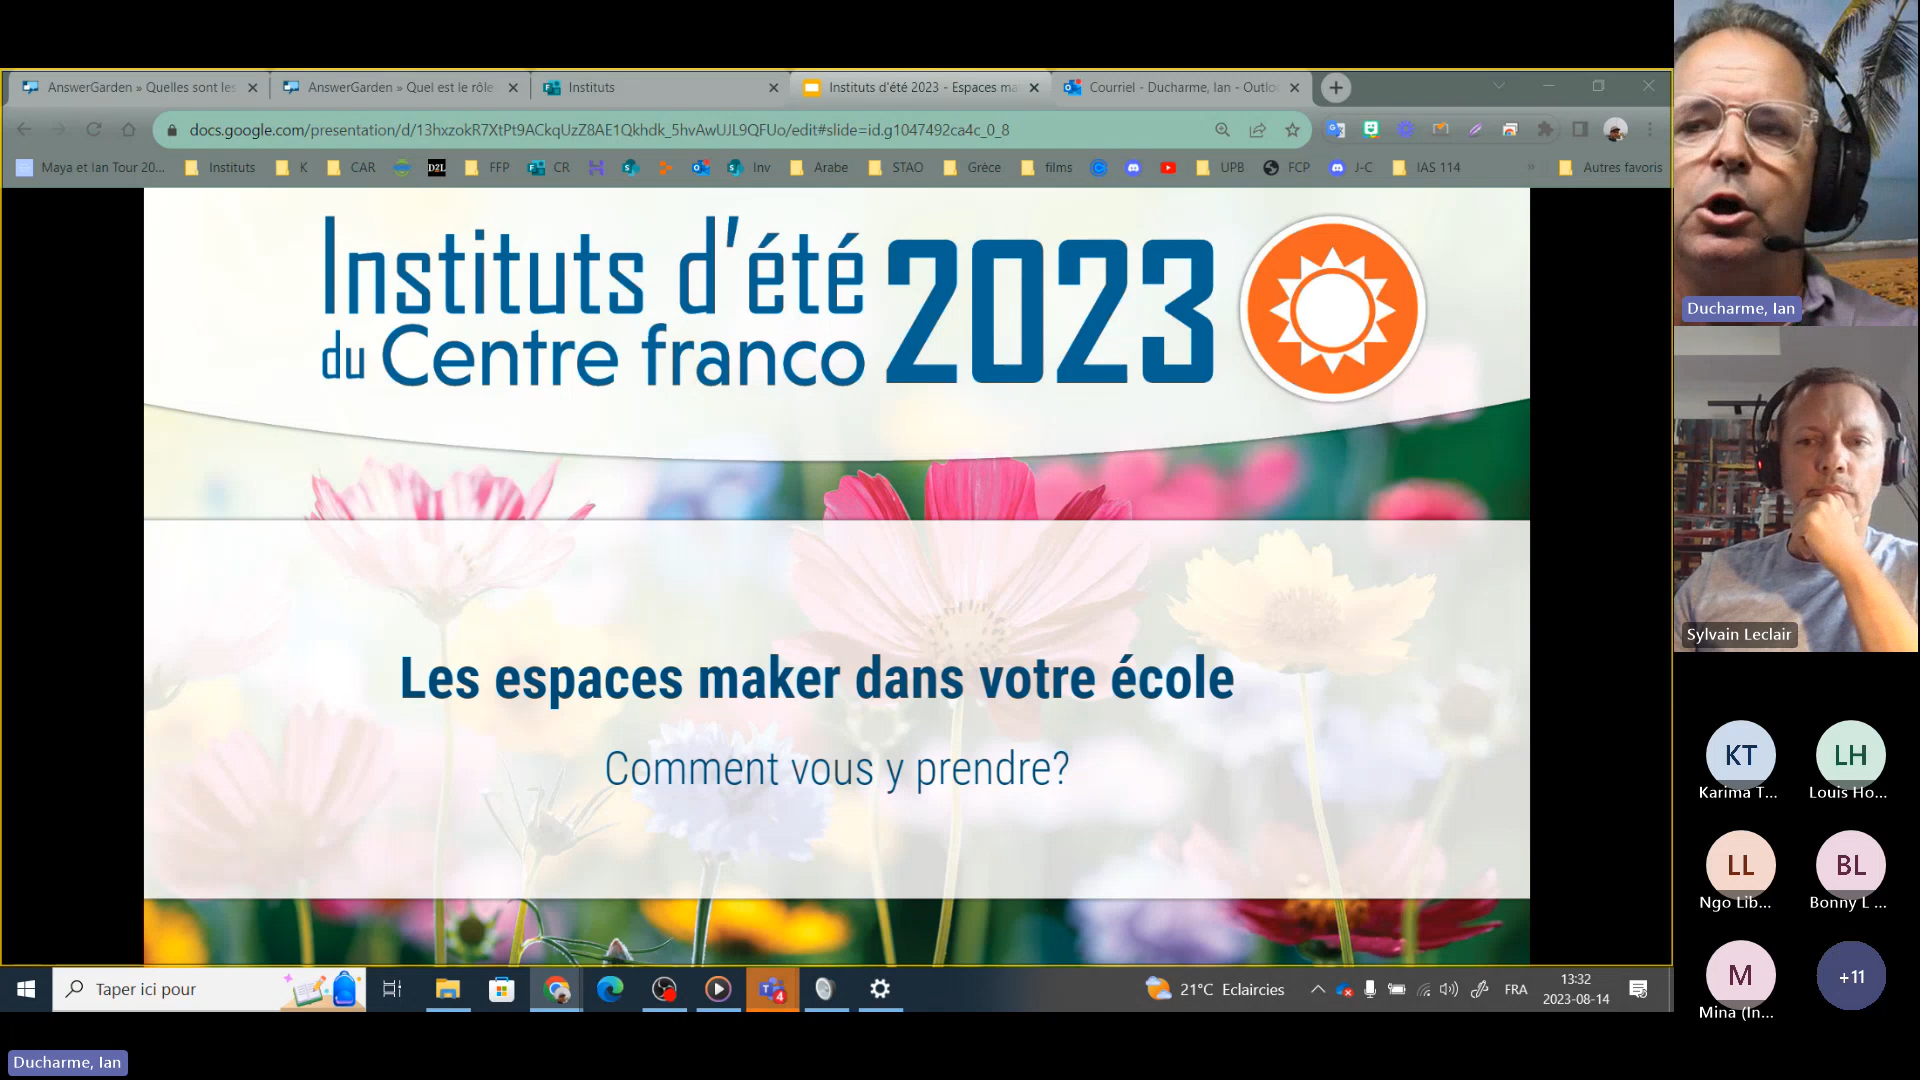 AnswerGarden » Quelles sont les
AnswerGarden » Quel est le rôle
Instituts
Instituts d'été 2023 - Espaces ma
Courriel - Ducharme, Ian - Outloo
docs.google.com/presentation/d/13hxzokR7XtPt9ACkqUzZ8AE1Qkhdk_5hvAwUJL9QFUo/edit#slide=id.g1047492ca4c_0_8
Maya et Ian Tour 20...
Instituts
K
CAR
D2L
FFP
CR
Inv
Arabe
STAO
Grèce
films
UPB
FCP
J-C
IAS 114
»
Autres favoris
Instituts d'été
du Centre franco
2023
Les espaces maker dans votre école
Comment vous y prendre?
Ducharme, Ian
Sylvain Leclair
KT
Karima T...
LH
Louis Ho...
LL
Ngo Lib...
BL
Bonny L ...
M
Mina (In...
+11
Taper ici pour
4
21°C Eclaircies
FRA
13:32
2023-08-14
Ducharme, Ian